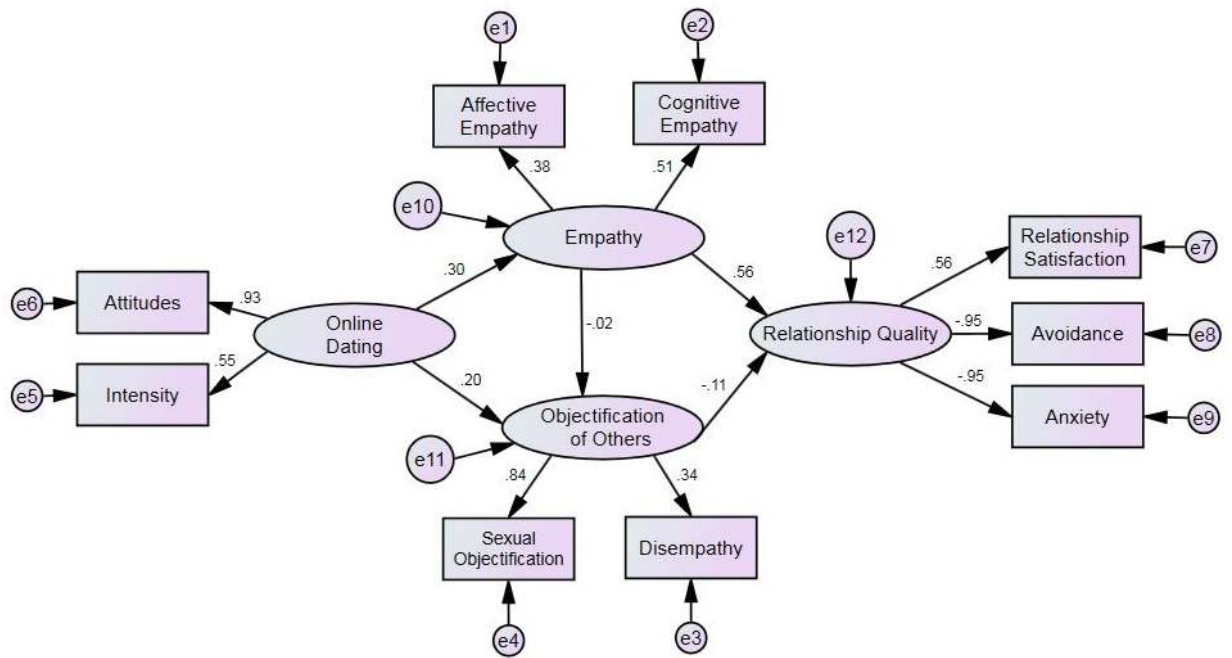 e1
e2
Affective
Empathy
Cognitive
Empathy
.38
.51
e10
Empathy
e12
Relationship
Satisfaction
e7
.30
.56
.56
e6
Attitudes
.93
Online
Dating
-.02
Relationship Quality
-.95
Avoidance
e8
e5
Intensity
.55
.20
-.11
-.95
Anxiety
e9
Objectification
of Others
e11
.84
.34
Sexual
Objectification
Disempathy
e4
e3